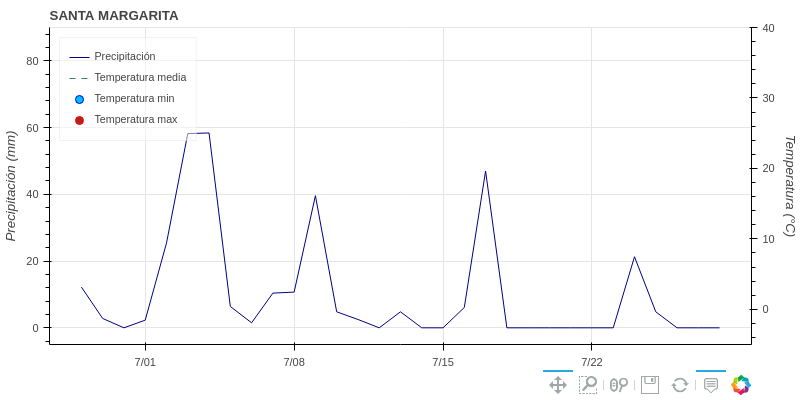 SANTA MARGARITA
Precipitación
Temperatura media
Temperatura min
Temperatura max
Precipitación (mm)
80
60
40
20
0
40
30
20
10
0
Temperatura (°C)
7/01
7/08
7/15
7/22